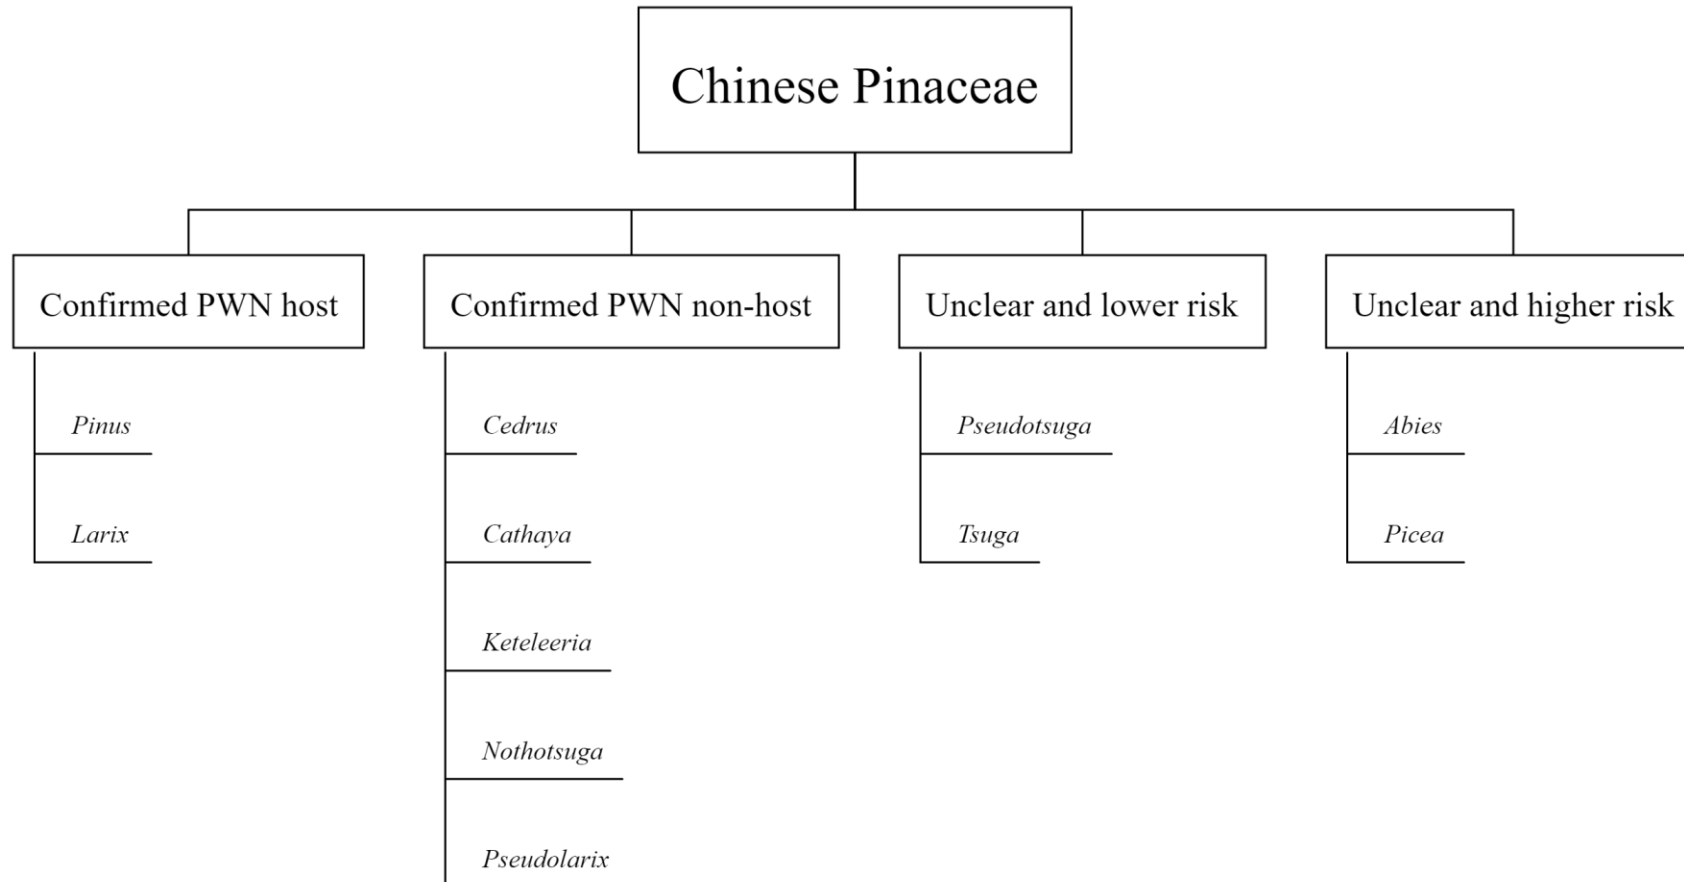 Chinese Pinaceae
Confirmed PWN host
Confirmed PWN non-host
Unclear and lower risk
Unclear and higher risk
Pinus
Larix
Cedrus
Cathaya
Keteleeria
Nothotsuga
Pseudolarix
Pseudotsuga
Tsuga
Abies
Picea